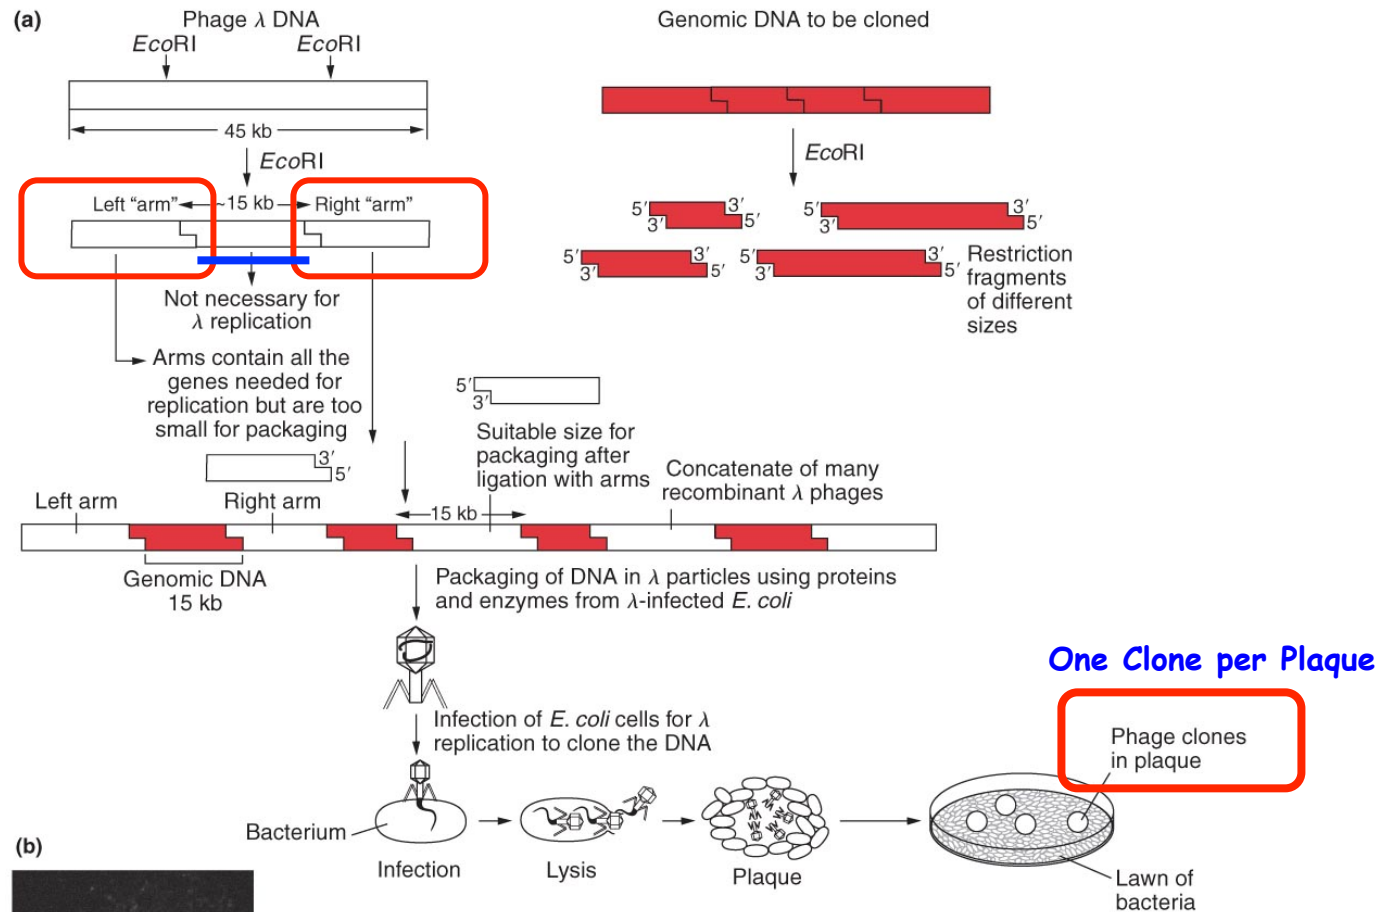 (a)
Phage λ DNA
EcoRI
EcoRI
45 kb
EcoRI
Left “arm”
~15 kb
Right “arm”
Not necessary for
λ replication
Arms contain all the
genes needed for
replication but are too
small for packaging
Genomic DNA to be cloned
EcoRI
5′ 3′
3′ 5′
5′ 3′
3′ 5′
5′ 3′
3′ 5′
5′ 3′
3′ 5′
Restriction
fragments
of different
sizes
5′
3′
Suitable size for
packaging after
ligation with arms
3′
5′
Left arm
Right arm
15 kb
Concatenate of many
recombinant λ phages
Genomic DNA
15 kb
Packaging of DNA in λ particles using proteins
and enzymes from λ-infected E. coli
Infection of E. coli cells for λ
replication to clone the DNA
One Clone per Plaque
Phage clones
in plaque
Bacterium
Infection
Lysis
Plaque
Lawn of
bacteria
(b)